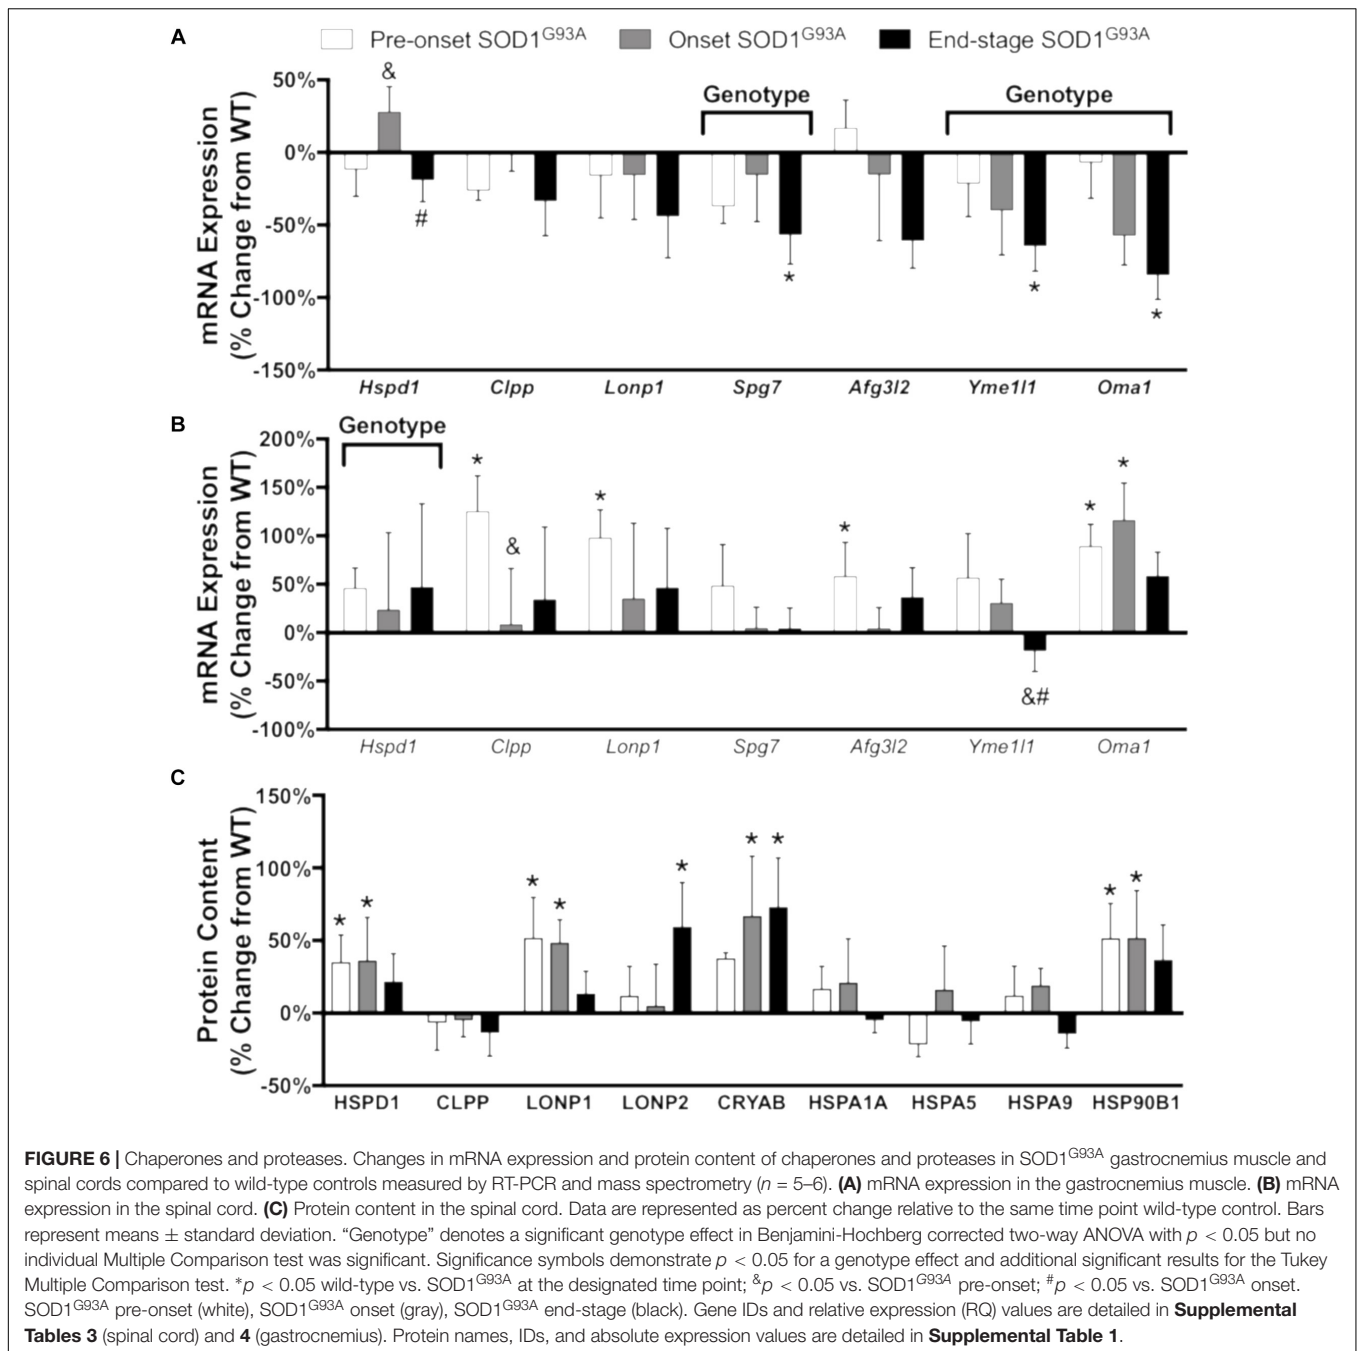 A
Pre-onset SOD1G93A Onset SOD1G93A End-stage SOD1G93A
mRNA Expression
(% Change from WT)
50%
0%
-50%
-100%
-150%
&
#
Genotype
*
Genotype
*
*
Hspd1 Clpp Lonp1 Spg7 Afg3l2 Yme1l1 Oma1
B
mRNA Expression
(% Change from WT)
200%
150%
100%
50%
0%
-50%
-100%
Genotype
*
&
*
*
&#
*
*
Hspd1 Clpp Lonp1 Spg7 Afg3l2 Yme1l1 Oma1
C
Protein Content
(% Change from WT)
150%
100%
50%
0%
-50%
* *
* *
*
* *
* *
HSPD1 CLPP LONP1 LONP2 CRYAB HSPA1A HSPA5 HSPA9 HSP90B1
FIGURE 6 | Chaperones and proteases. Changes in mRNA expression and protein content of chaperones and proteases in SOD1G93A gastrocnemius muscle and
spinal cords compared to wild-type controls measured by RT-PCR and mass spectrometry (n = 5–6). (A) mRNA expression in the gastrocnemius muscle. (B) mRNA
expression in the spinal cord. (C) Protein content in the spinal cord. Data are represented as percent change relative to the same time point wild-type control. Bars
represent means ± standard deviation. “Genotype” denotes a significant genotype effect in Benjamini-Hochberg corrected two-way ANOVA with p < 0.05 but no
individual Multiple Comparison test was significant. Significance symbols demonstrate p < 0.05 for a genotype effect and additional significant results for the Tukey
Multiple Comparison test. *p < 0.05 wild-type vs. SOD1G93A at the designated time point; &p < 0.05 vs. SOD1G93A pre-onset; #p < 0.05 vs. SOD1G93A onset.
SOD1G93A pre-onset (white), SOD1G93A onset (gray), SOD1G93A end-stage (black). Gene IDs and relative expression (RQ) values are detailed in Supplemental
Tables 3 (spinal cord) and 4 (gastrocnemius). Protein names, IDs, and absolute expression values are detailed in Supplemental Table 1.